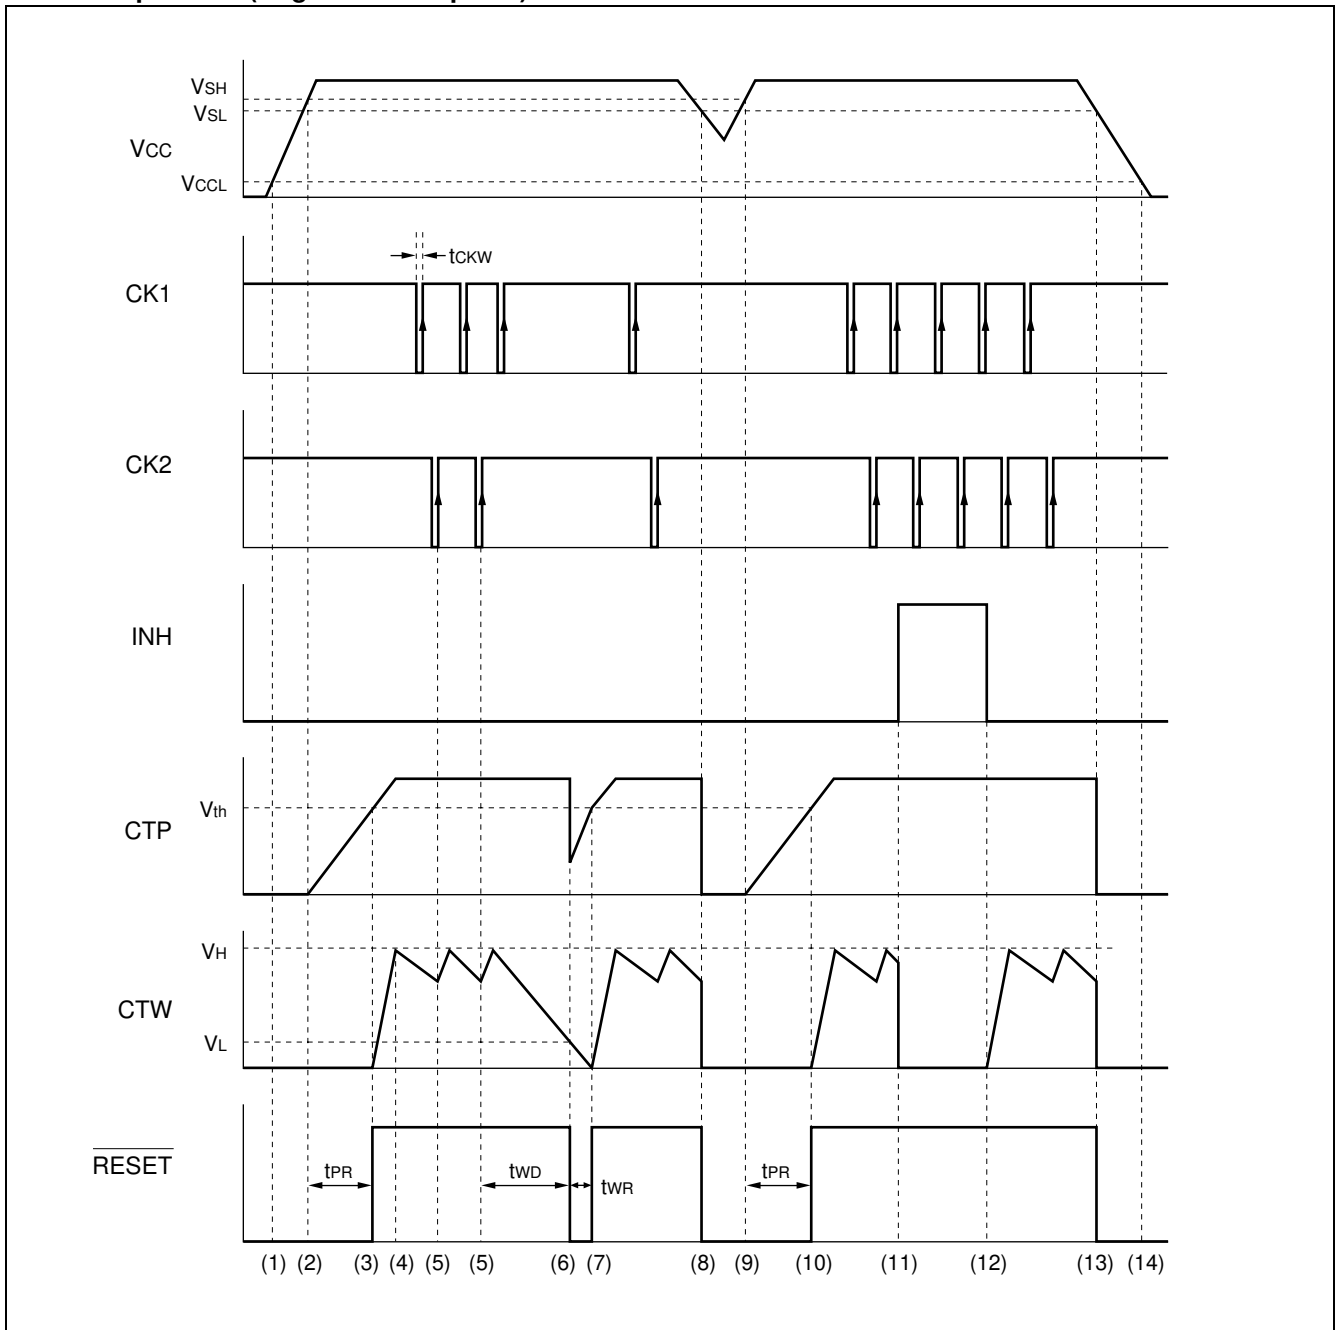 VSH
VSL
VCC
VCCL
tCKW
CK1
CK2
INH
Vth
CTP
VH
CTW
VL
RESET
tPR
tWD
tWR
tPR
(1) (2) (3) (4) (5) (5) (6) (7) (8) (9) (10) (11) (12) (13) (14)